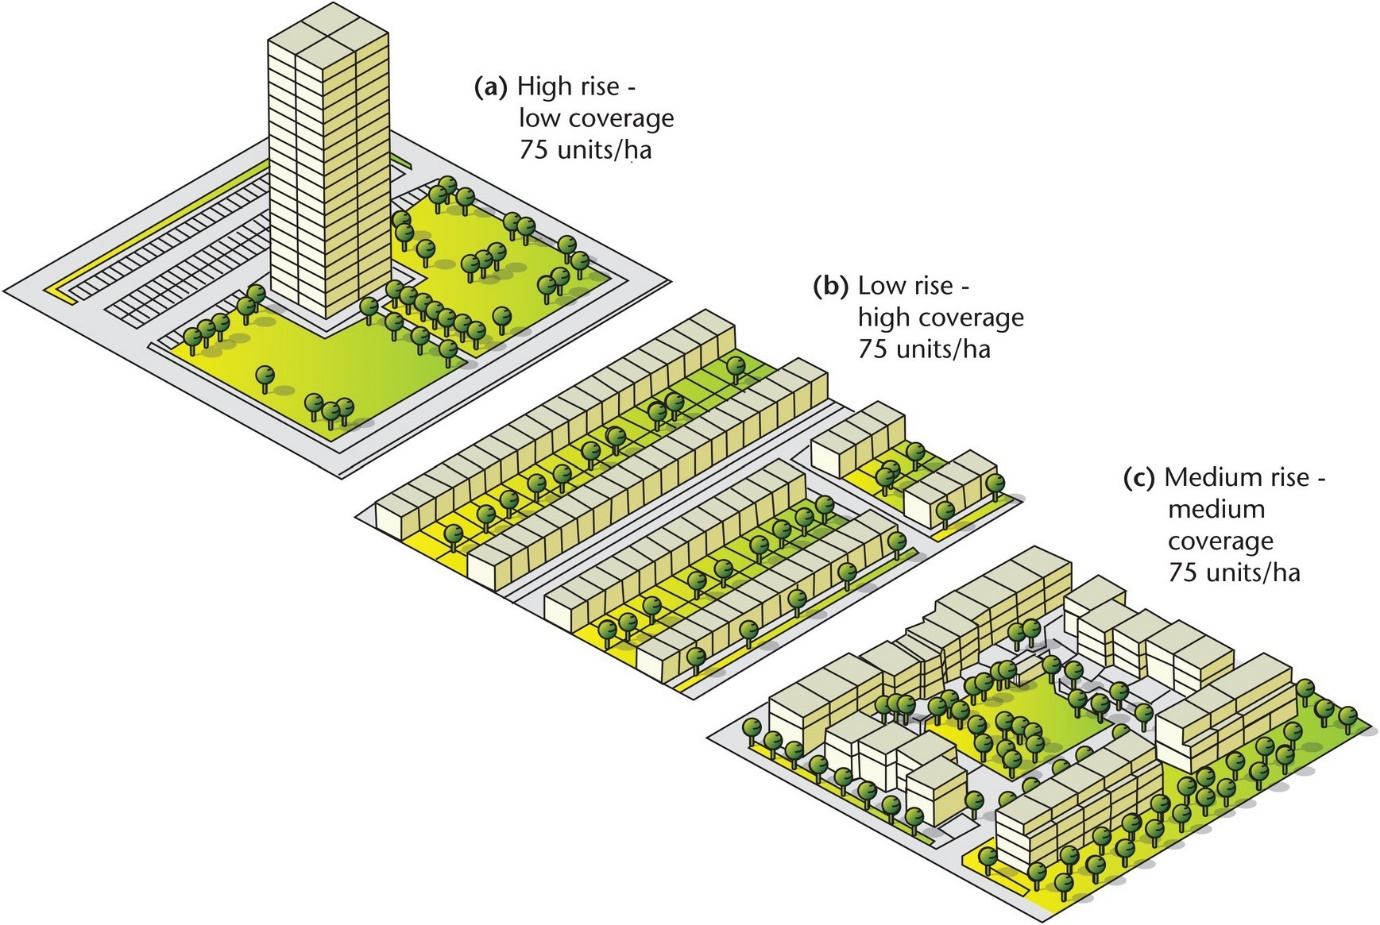 (a) High rise -
low coverage
75 units/ha
(b) Low rise -
high coverage
75 units/ha
(c) Medium rise -
medium
coverage
75 units/ha